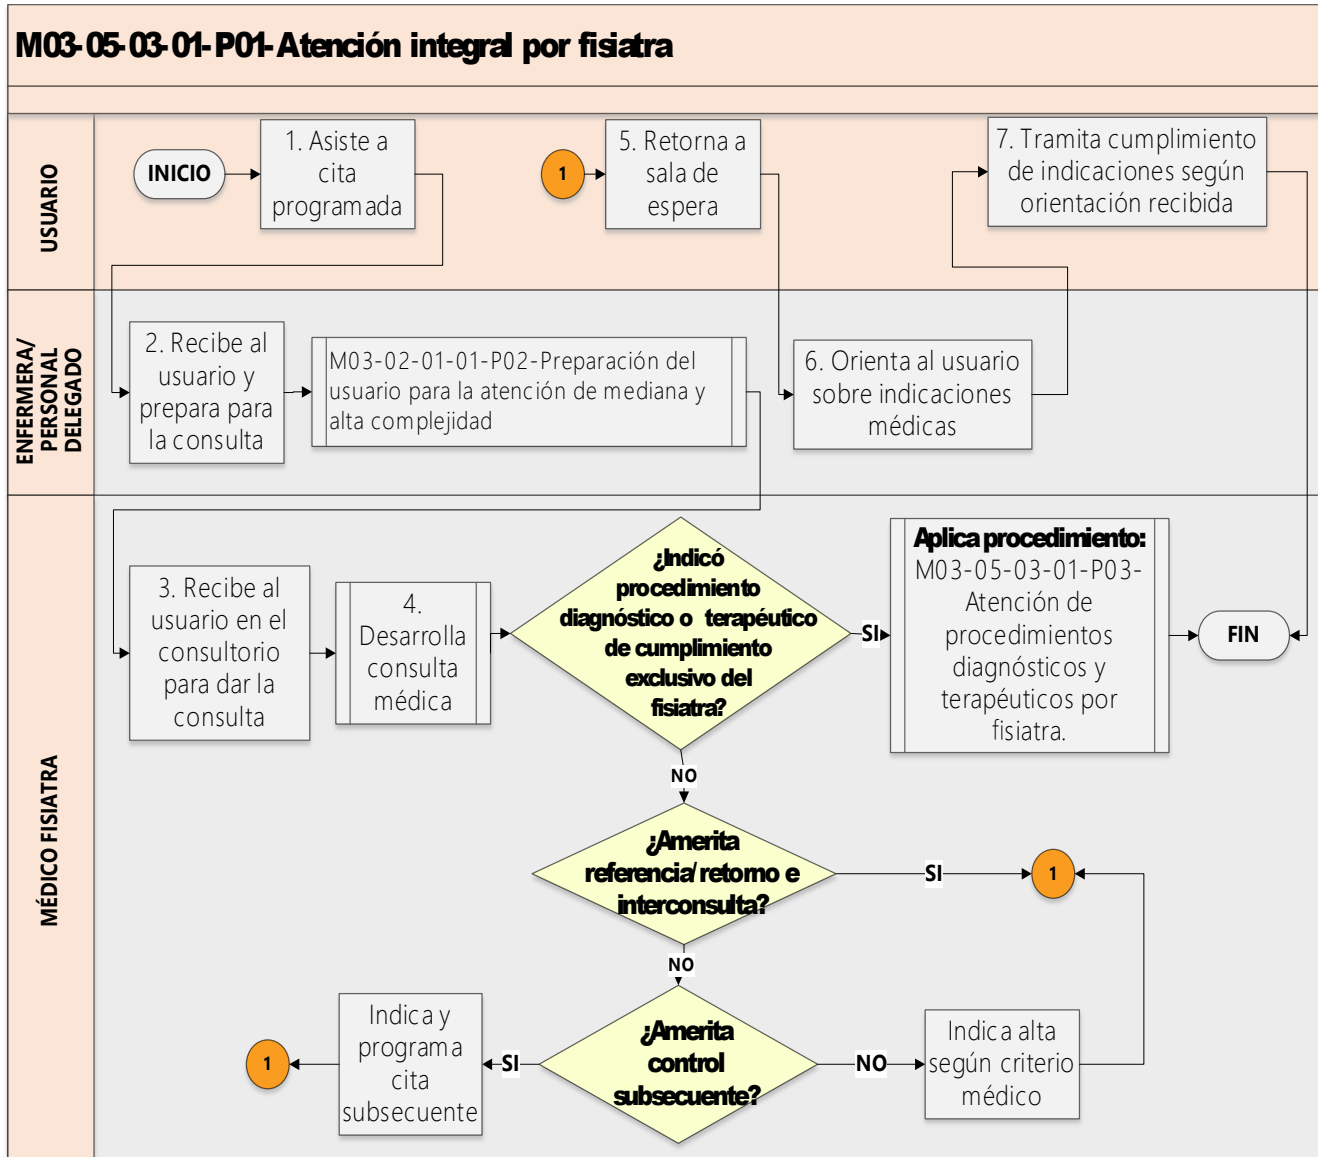 M03-05-03-01-P01-Atención integral por fisiatra
USUARIO
INICIO
1. Asiste a
cita
programada
1
5. Retorna a
sala de
espera
7. Tramita cumplimiento
de indicaciones según
orientación recibida
ENFERMERA/
PERSONAL
DELEGADO
2. Recibe al
usuario y
prepara para
la consulta
M03-02-01-01-P02-Preparación del
usuario para la atención de mediana y
alta complejidad
6. Orienta al usuario
sobre indicaciones
médicas
MÉDICO FISIATRA
3. Recibe al
usuario en el
consultorio
para dar la
consulta
4.
Desarrolla
consulta
médica
¿Indicó
procedimiento
diagnóstico o terapéutico
de cumplimiento
exclusivo del
fisiatra?
SI
Aplica procedimiento:
M03-05-03-01-P03-
Atención de
procedimientos
diagnósticos y
terapéuticos por
fisiatra.
FIN
NO
¿Amerita
referencia/retorno e
interconsulta?
SI
1
NO
¿Amerita
control
subsecuente?
SI
Indica y
programa
cita
subsecuente
1
NO
Indica alta
según criterio
médico